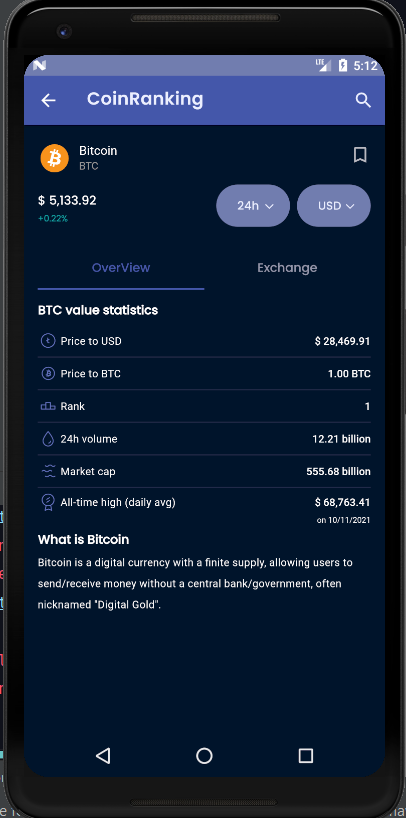 LTE 5:12
CoinRanking
Bitcoin
BTC
$ 5,133.92
+0.22%
24h
USD
OverView
Exchange
BTC value statistics
Price to USD $ 28,469.91
Price to BTC 1.00 BTC
Rank 1
24h volume 12.21 billion
Market cap 555.68 billion
All-time high (daily avg) $ 68,763.41
on 10/11/2021
What is Bitcoin
Bitcoin is a digital currency with a finite supply, allowing users to
send/receive money without a central bank/government, often
nicknamed "Digital Gold".